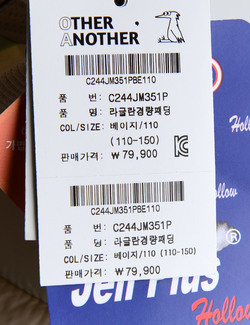 OTHER
ANOTHER
C244JM351PBE110
품 번: C244JM351P
품 명: 라글란경량패딩
COL/SIZE: 베이지/110
(110-150)
판매가격: ₩79,900
C244JM351PBE110
품 번: C244JM351P
품 명: 라글란경량패딩
COL/SIZE: 베이지/110 (110-150)
판매가격: ₩79,900
Hollow
Jen Plus
Hollow